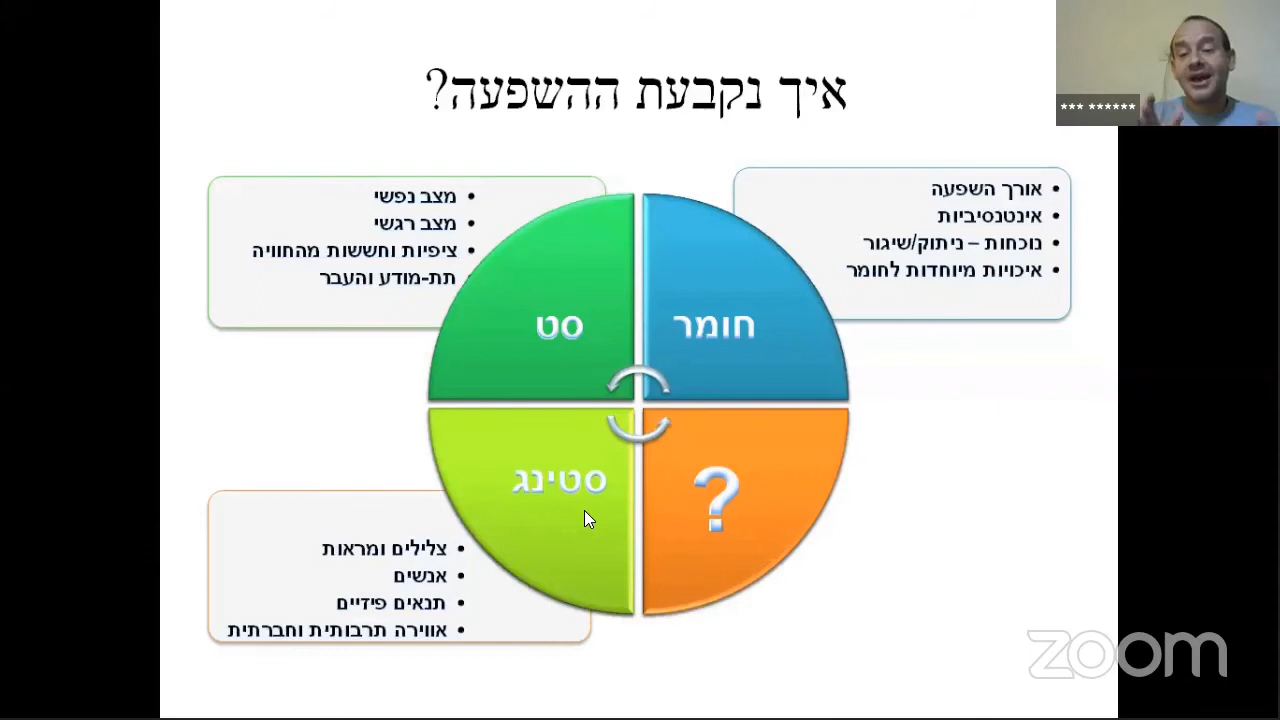 איך נקבעת ההשפעה?
*** ******
• אורך השפעה
• אינטנסיביות
• נוכחות – ניתוק/שיגור
• איכויות מיוחדות לחומר
• מצב נפשי
• מצב רגשי
• ציפיות וחששות מהחוויה
• תת-מודע והעבר
חומר
סט
?
סטינג
• צלילים ומראות
• אנשים
• תנאים פידיים
• אווירה תרבותית וחברתית
zoom